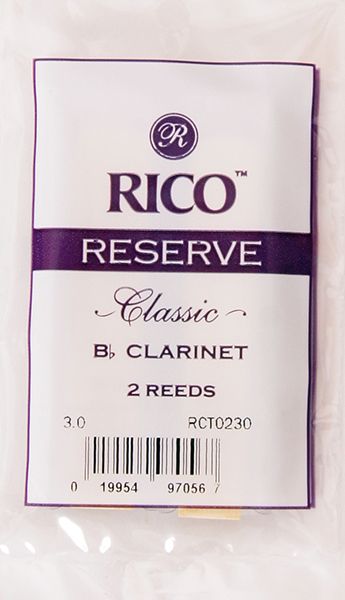 R
RICO™
RESERVE
Classic
B♭ CLARINET
2 REEDS
3.0 RCT0230
0 19954 97056 7